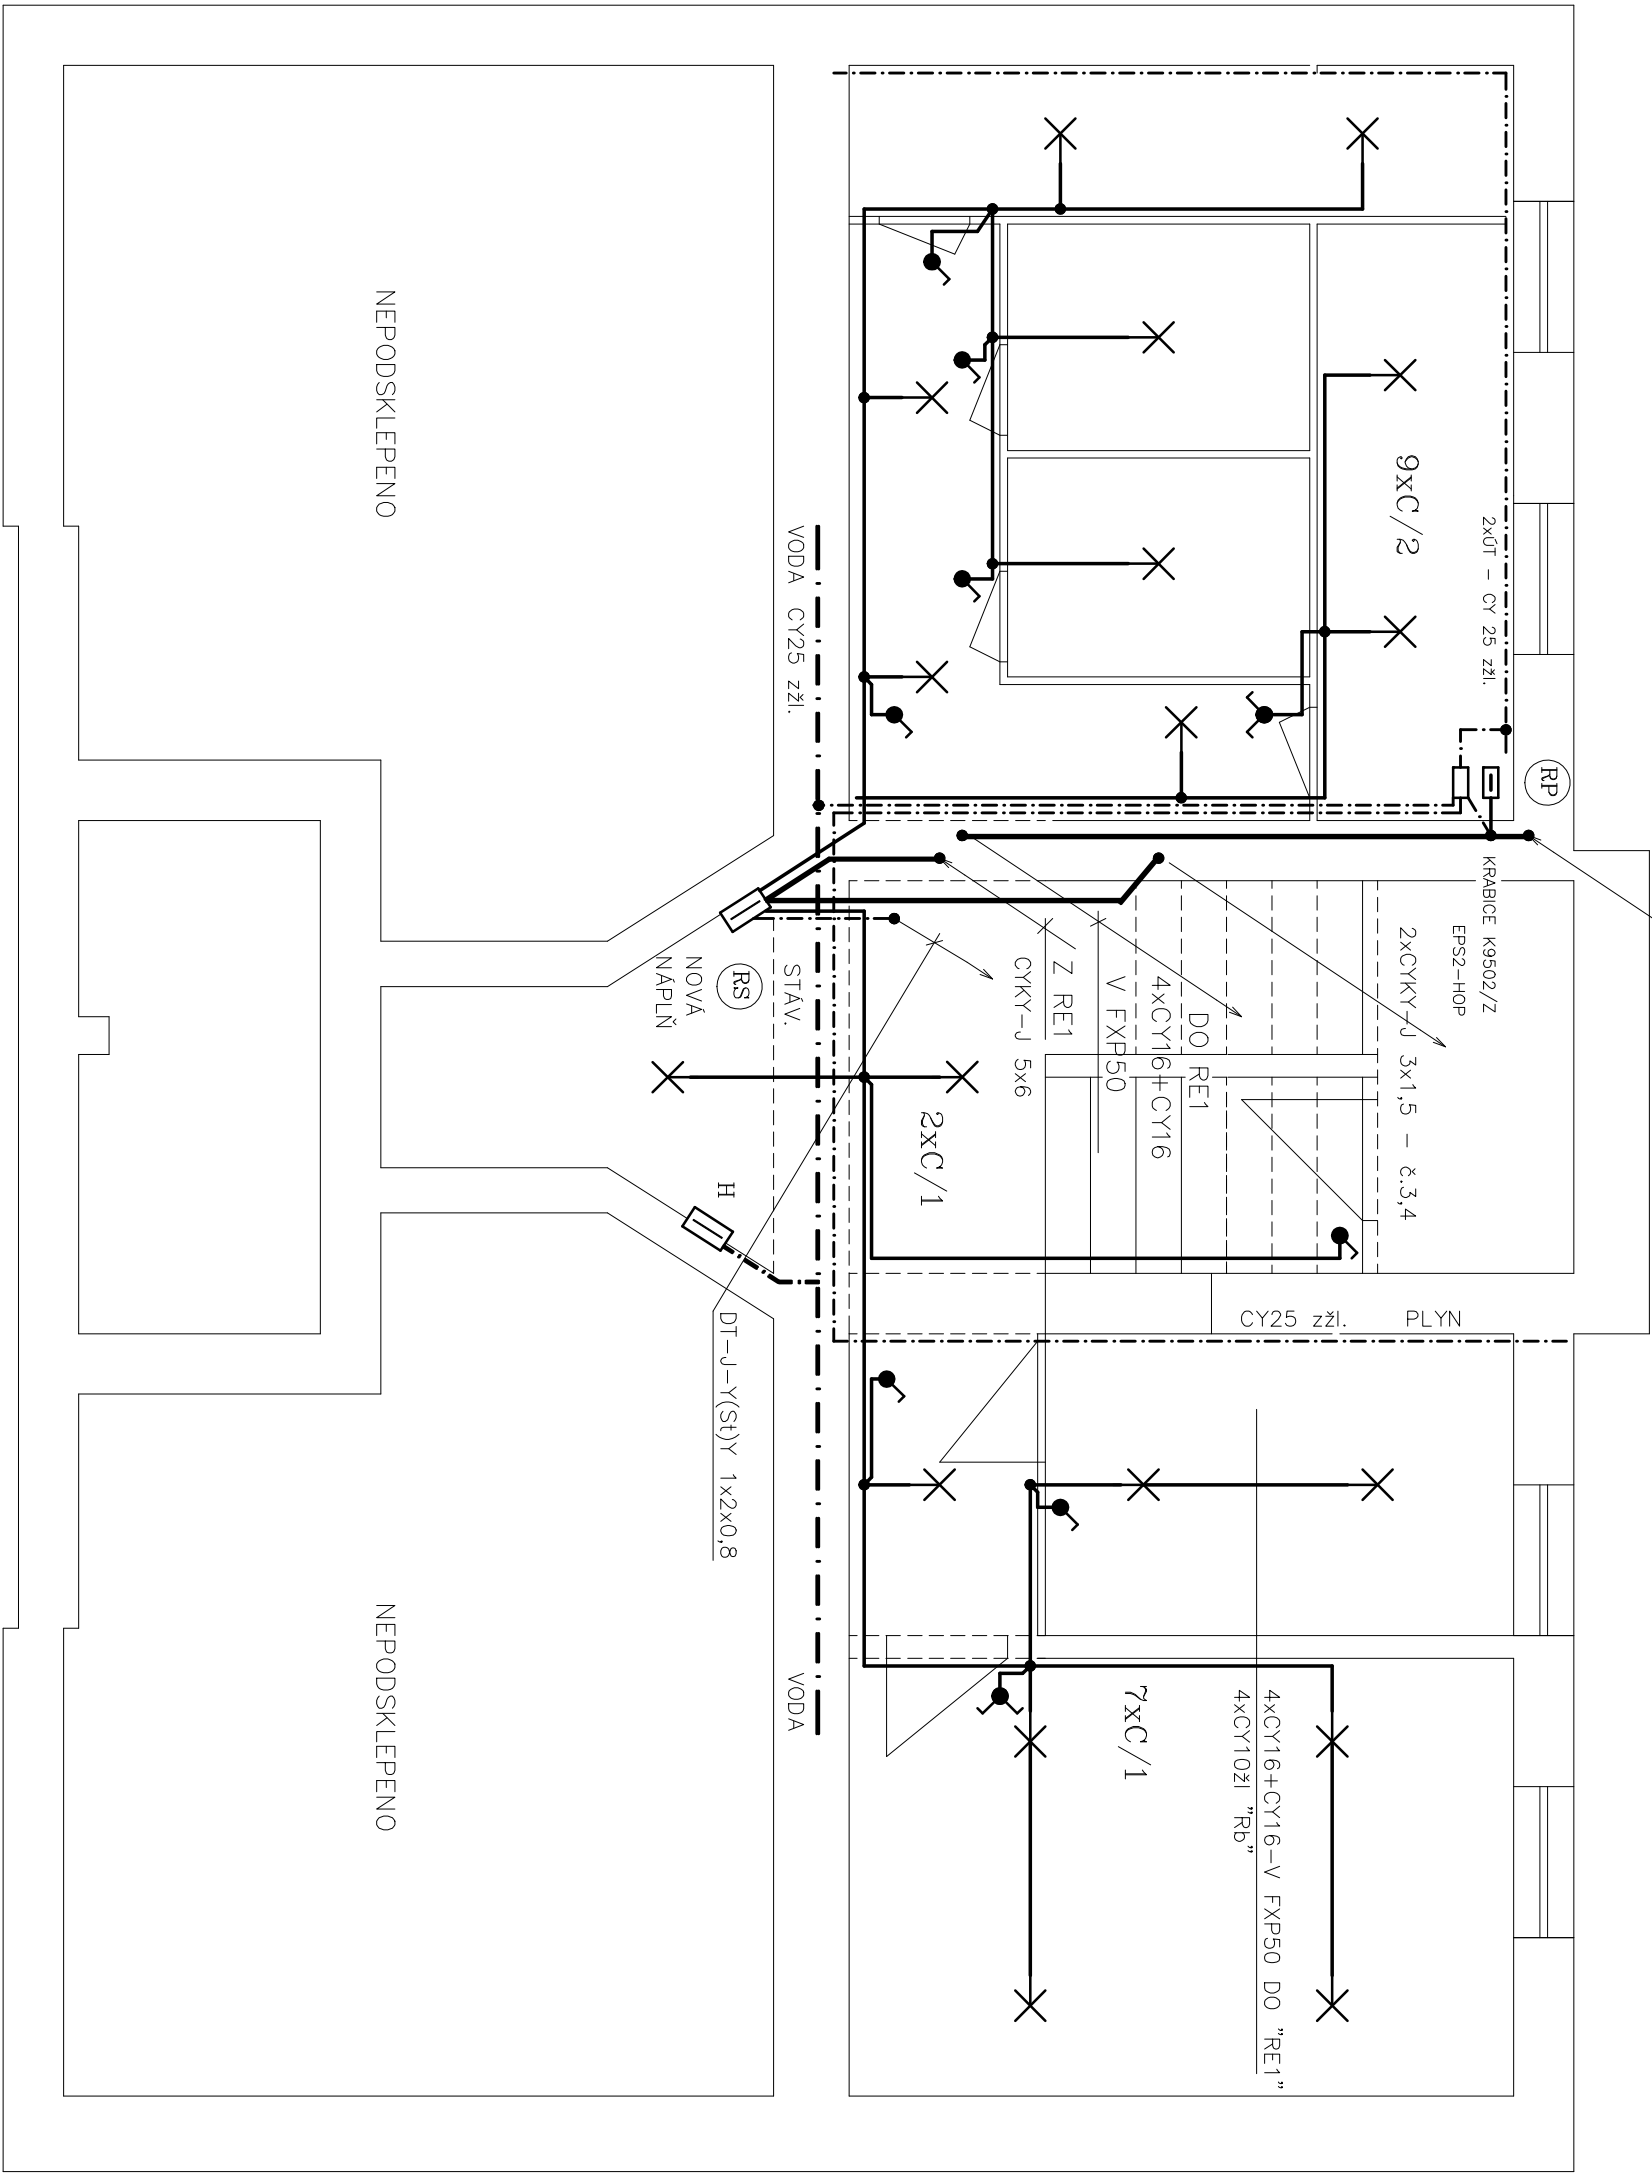 NEPODSKLEPENO
VODA CY25 zžl.
9xC/2
2xÚT - CY 25 zžl.
RP
KRABICE K9502/Z
EPS2-HOP
2xCYKY-J 3x1,5 - č.3,4
DO RE1
4xCY16+CY16
V FXP50
Z RE1
CYKY-J 5x6
STÁV.
RS
NOVÁ
NÁPLŇ
2xC/1
H
CY25 zžl. PLYN
DT-J-Y(St)Y 1x2x0,8
NEPODSKLEPENO
VODA
7xC/1
4xCY16+CY16-V FXP50 DO "RE1"
4xCY10žl "Rb"